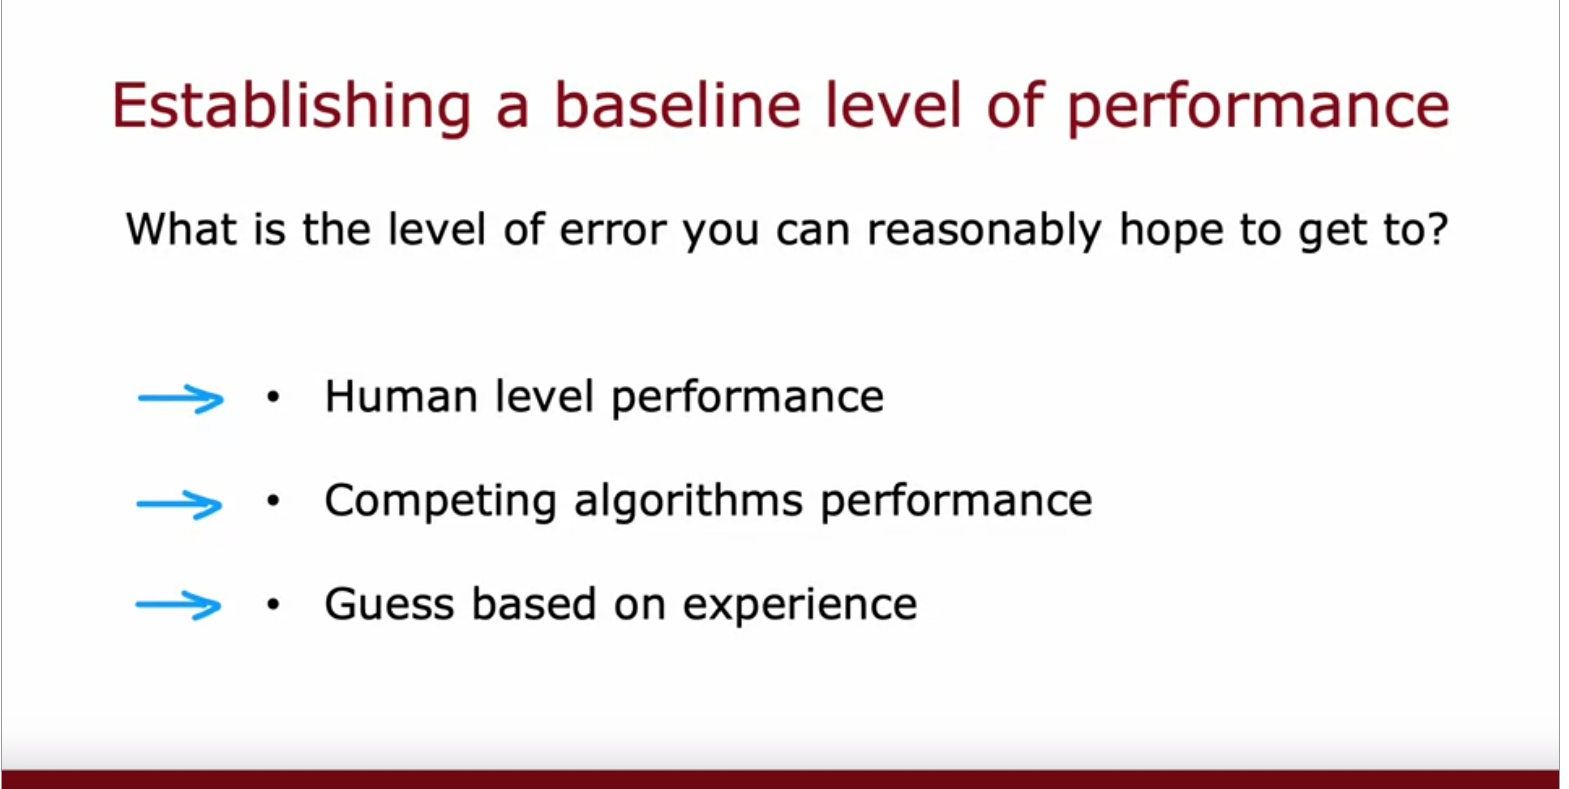 Establishing a baseline level of performance
What is the level of error you can reasonably hope to get to?
• Human level performance
• Competing algorithms performance
• Guess based on experience